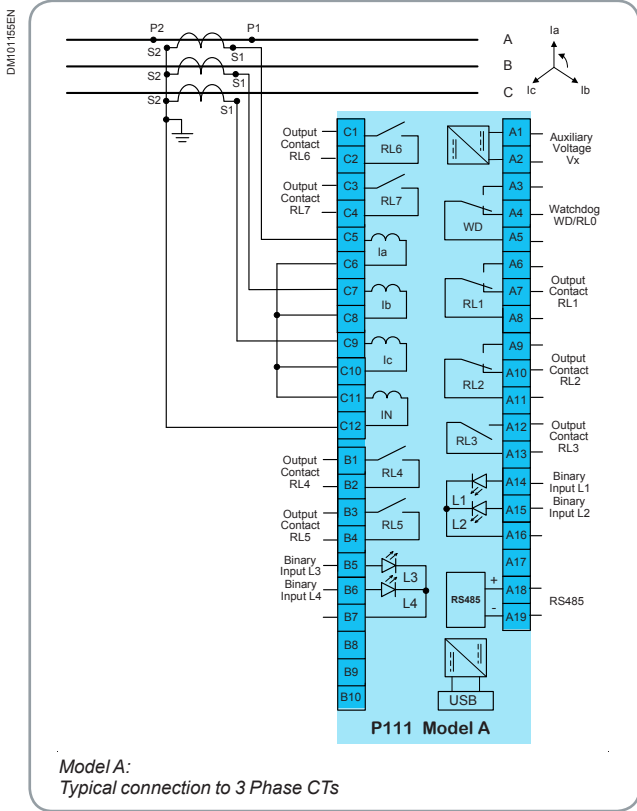 DM101155EN
P2
P1
A
Ia
S2
S1
B
S2
S1
C
Ic
Ib
S2
S1
Output
Contact
RL6
C1
C2
RL6
A1
A2
Auxiliary
Voltage
Vx
Output
Contact
RL7
C3
C4
RL7
A3
A4
A5
WD
Watchdog
WD/RL0
C5
C6
Ia
A6
A7
A8
RL1
Output
Contact
RL1
C7
C8
Ib
C9
C10
Ic
A9
A10
A11
RL2
Output
Contact
RL2
C11
C12
IN
A12
A13
RL3
Output
Contact
RL3
Output
Contact
RL4
B1
B2
RL4
A14
A15
A16
L1
L2
Binary
Input L1
Binary
Input L2
Output
Contact
RL5
B3
B4
RL5
Binary
Input L3
Binary
Input L4
B5
B6
B7
L3
L4
A17
A18
A19
RS485
+
-
RS485
B8
B9
B10
USB
P111 Model A
Model A:
Typical connection to 3 Phase CTs